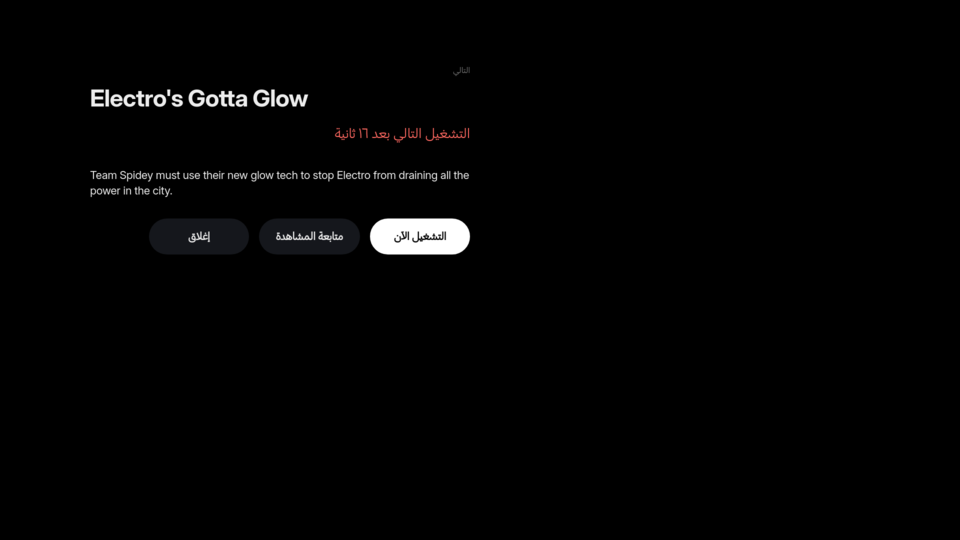 التالي
Electro's Gotta Glow
التشغيل التالي بعد ١٦ ثانية
Team Spidey must use their new glow tech to stop Electro from draining all the
power in the city.
التشغيل الآن
متابعة المشاهدة
إغلاق